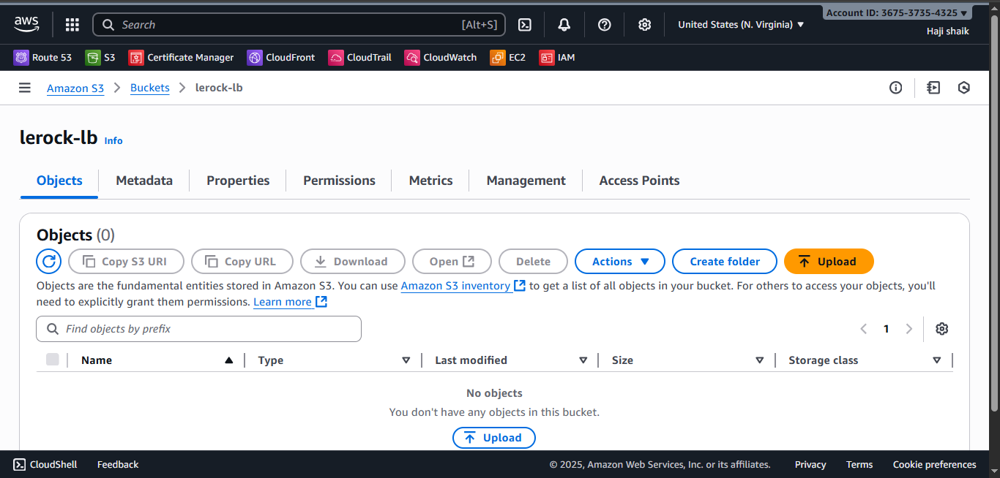 aws
Search [Alt+S]
United States (N. Virginia) ▼
Account ID: 3675-3735-4325 ▼
Haji shaik
Route 53 S3 Certificate Manager CloudFront CloudTrail CloudWatch EC2 IAM
Amazon S3 > Buckets > lerock-lb
lerock-lb Info
Objects Metadata Properties Permissions Metrics Management Access Points
Objects (0)
Copy S3 URI Copy URL Download Open Delete Actions ▼ Create folder Upload
Objects are the fundamental entities stored in Amazon S3. You can use Amazon S3 inventory to get a list of all objects in your bucket. For others to access your objects, you'll
need to explicitly grant them permissions. Learn more
Find objects by prefix
1
Name Type Last modified Size Storage class
No objects
You don't have any objects in this bucket.
Upload
CloudShell Feedback © 2025, Amazon Web Services, Inc. or its affiliates. Privacy Terms Cookie preferences